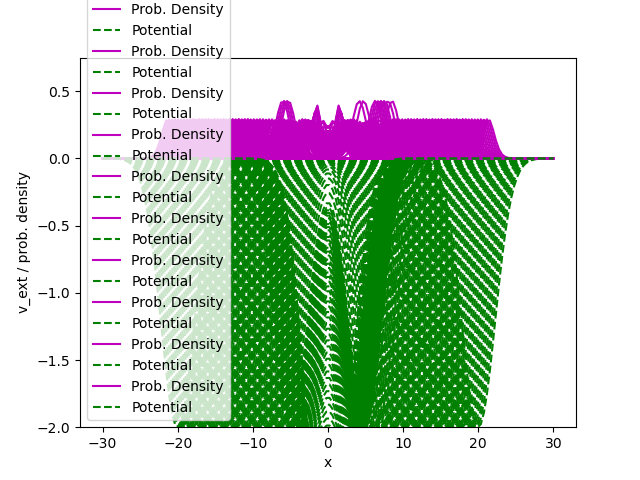 Prob. Density
Potential
Prob. Density
Potential
Prob. Density
Potential
Prob. Density
Potential
Prob. Density
Potential
Prob. Density
Potential
Prob. Density
Potential
Prob. Density
Potential
Prob. Density
Potential
Prob. Density
Potential
0.5
0.0
−0.5
−1.0
−1.5
−2.0
v_ext / prob. density
−30
−20
−10
0
10
20
30
x